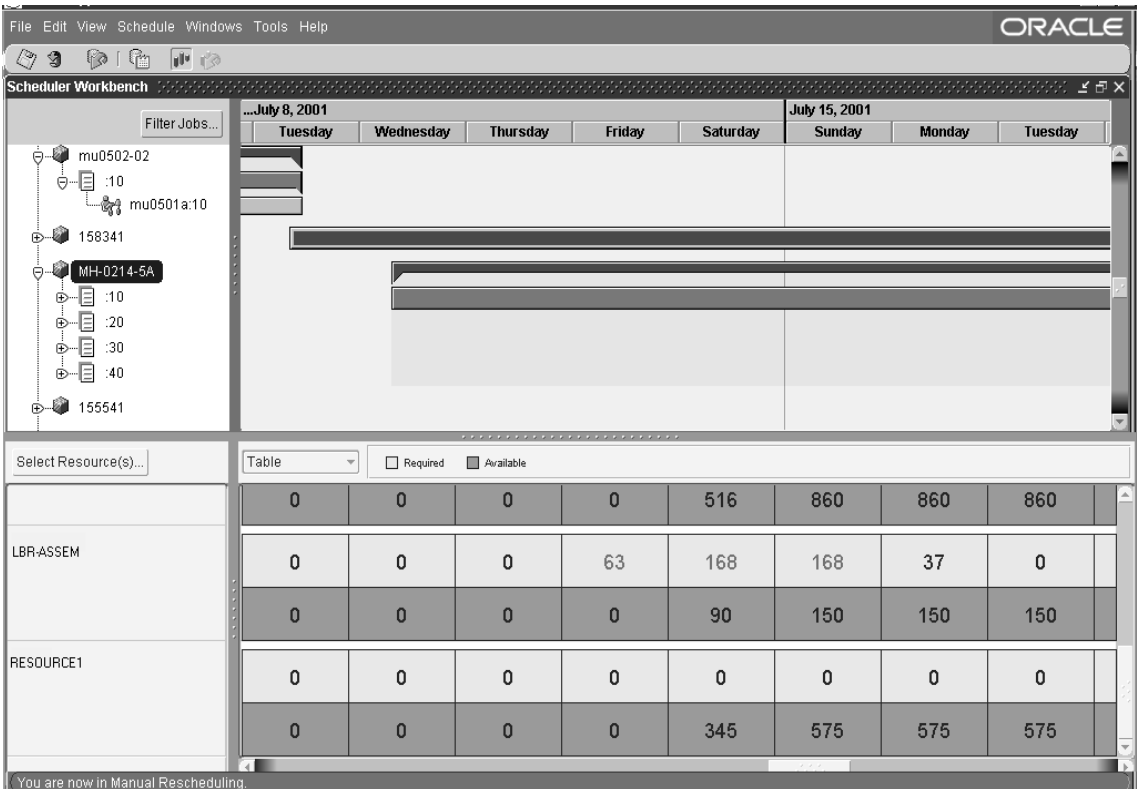 File Edit View Schedule Windows Tools Help
ORACLE
Scheduler Workbench
Filter Jobs...
...July 8, 2001 July 15, 2001
Tuesday Wednesday Thursday Friday Saturday Sunday Monday Tuesday
mu0502-02
:10
mu0501a:10
158341
MH-0214-5A
:10
:20
:30
:40
155541
Select Resource(s)... Table Required Available
0 0 0 0 516 860 860 860
LBR-ASSEM
0 0 0 63 168 168 37 0
0 0 0 0 90 150 150 150
RESOURCE1
0 0 0 0 0 0 0 0
0 0 0 0 345 575 575 575
You are now in Manual Rescheduling.